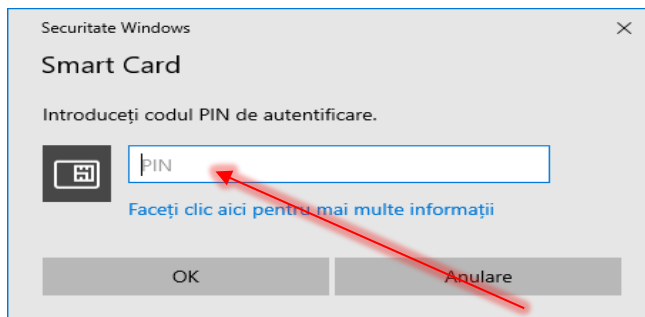 Securitate Windows
Smart Card
Introduceți codul PIN de autentificare.
PIN
Faceți clic aici pentru mai multe informații
OK
Anulare